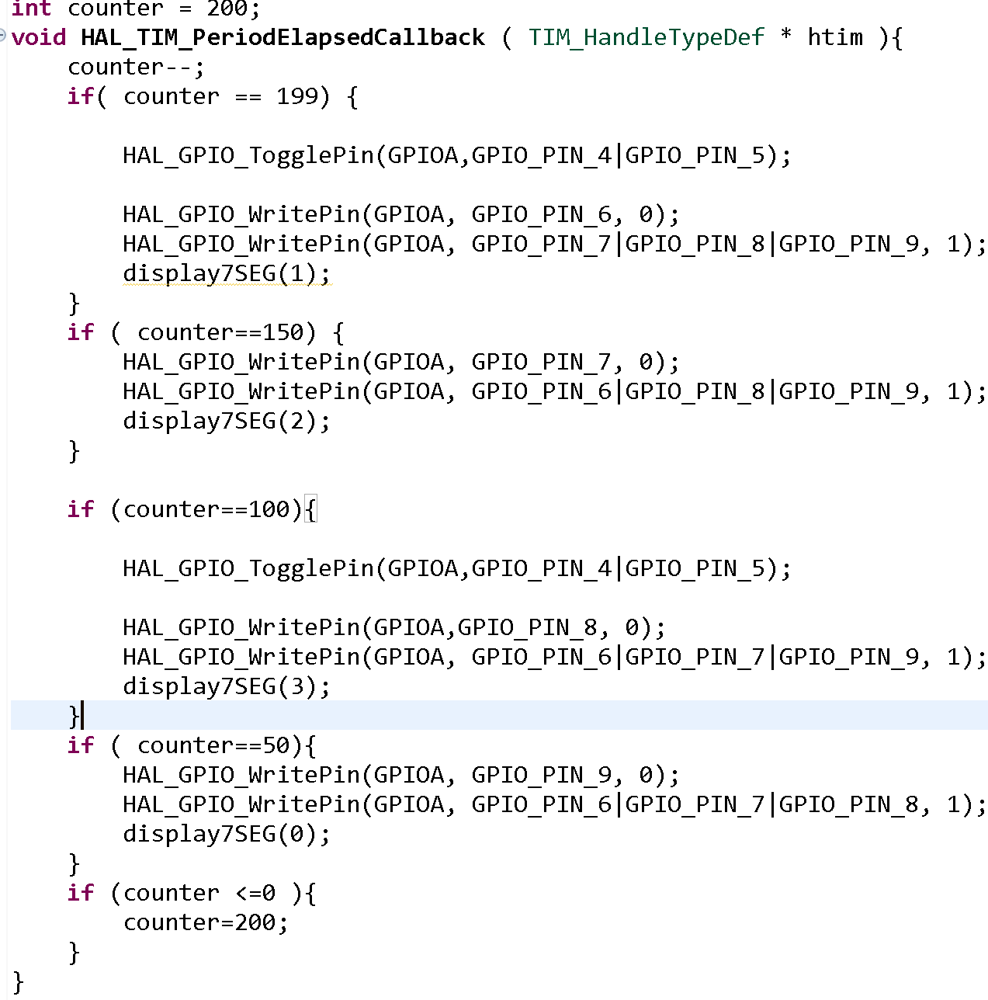 int counter = 200;
void HAL_TIM_PeriodElapsedCallback ( TIM_HandleTypeDef * htim ){
    counter--;
    if( counter == 199) {
        HAL_GPIO_TogglePin(GPIOA,GPIO_PIN_4|GPIO_PIN_5);
        HAL_GPIO_WritePin(GPIOA, GPIO_PIN_6, 0);
        HAL_GPIO_WritePin(GPIOA, GPIO_PIN_7|GPIO_PIN_8|GPIO_PIN_9, 1);
        display7SEG(1);
    }
    if ( counter==150) {
        HAL_GPIO_WritePin(GPIOA, GPIO_PIN_7, 0);
        HAL_GPIO_WritePin(GPIOA, GPIO_PIN_6|GPIO_PIN_8|GPIO_PIN_9, 1);
        display7SEG(2);
    }
    if (counter==100){
        HAL_GPIO_TogglePin(GPIOA,GPIO_PIN_4|GPIO_PIN_5);
        HAL_GPIO_WritePin(GPIOA,GPIO_PIN_8, 0);
        HAL_GPIO_WritePin(GPIOA, GPIO_PIN_6|GPIO_PIN_7|GPIO_PIN_9, 1);
        display7SEG(3);
    }
    if ( counter==50){
        HAL_GPIO_WritePin(GPIOA, GPIO_PIN_9, 0);
        HAL_GPIO_WritePin(GPIOA, GPIO_PIN_6|GPIO_PIN_7|GPIO_PIN_8, 1);
        display7SEG(0);
    }
    if (counter <=0 ){
        counter=200;
    }
}